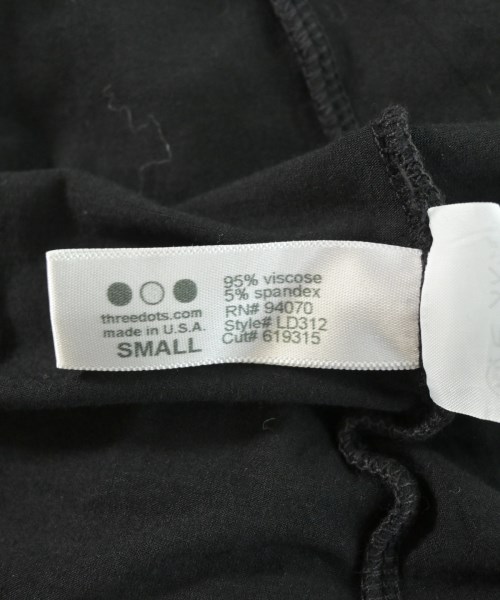 threedots.com
made in U.S.A.
SMALL
95% viscose
5% spandex
RN# 94070
Style# LD312
Cut# 619315